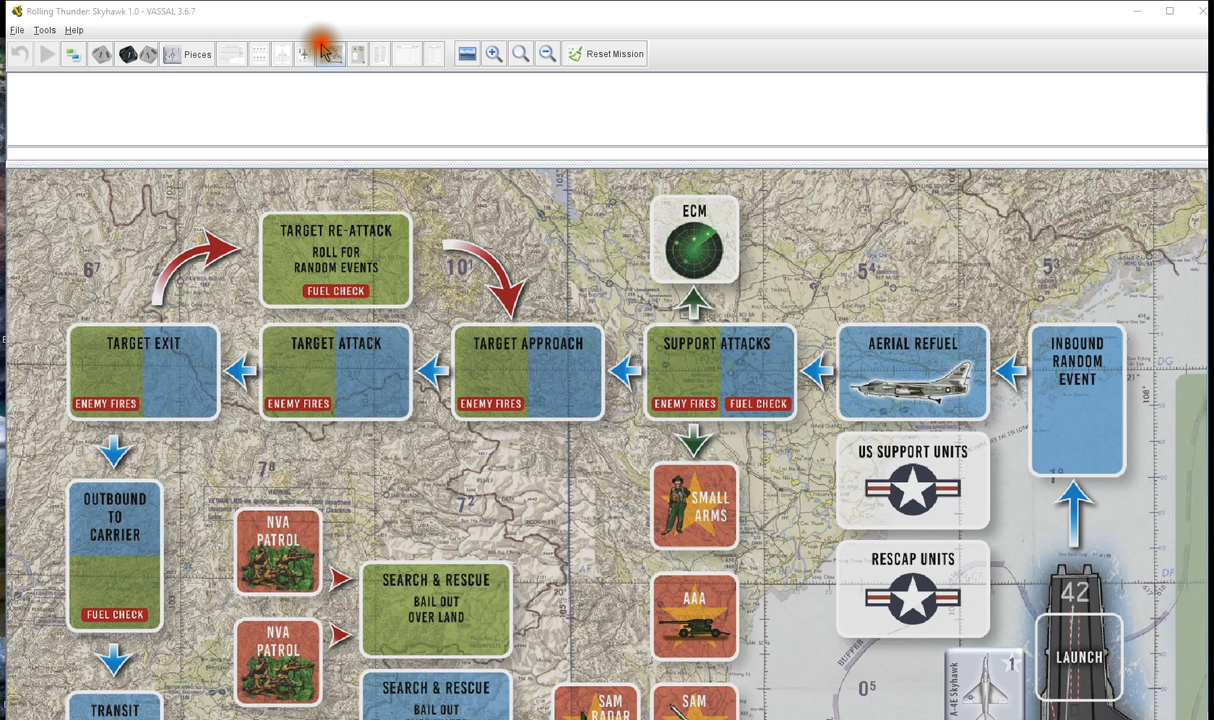 Rolling Thunder: Skyhawk 1.0 - VASSAL 3.6.7
File Tools Help
Pieces
Reset Mission
TARGET RE-ATTACK
ROLL FOR
RANDOM EVENTS
FUEL CHECK
ECM
TARGET EXIT
ENEMY FIRES
TARGET ATTACK
ENEMY FIRES
TARGET APPROACH
ENEMY FIRES
SUPPORT ATTACKS
ENEMY FIRES
FUEL CHECK
AERIAL REFUEL
INBOUND
RANDOM
EVENT
US SUPPORT UNITS
RESCAP UNITS
OUTBOUND
TO
CARRIER
FUEL CHECK
NVA
PATROL
NVA
PATROL
SEARCH & RESCUE
BAIL OUT
OVER LAND
SEARCH & RESCUE
BAIL OUT
SMALL
ARMS
AAA
SAM
RADAR
SAM
TRANSIT
42
LAUNCH
A-4E Skyhawk
1
BUFFER